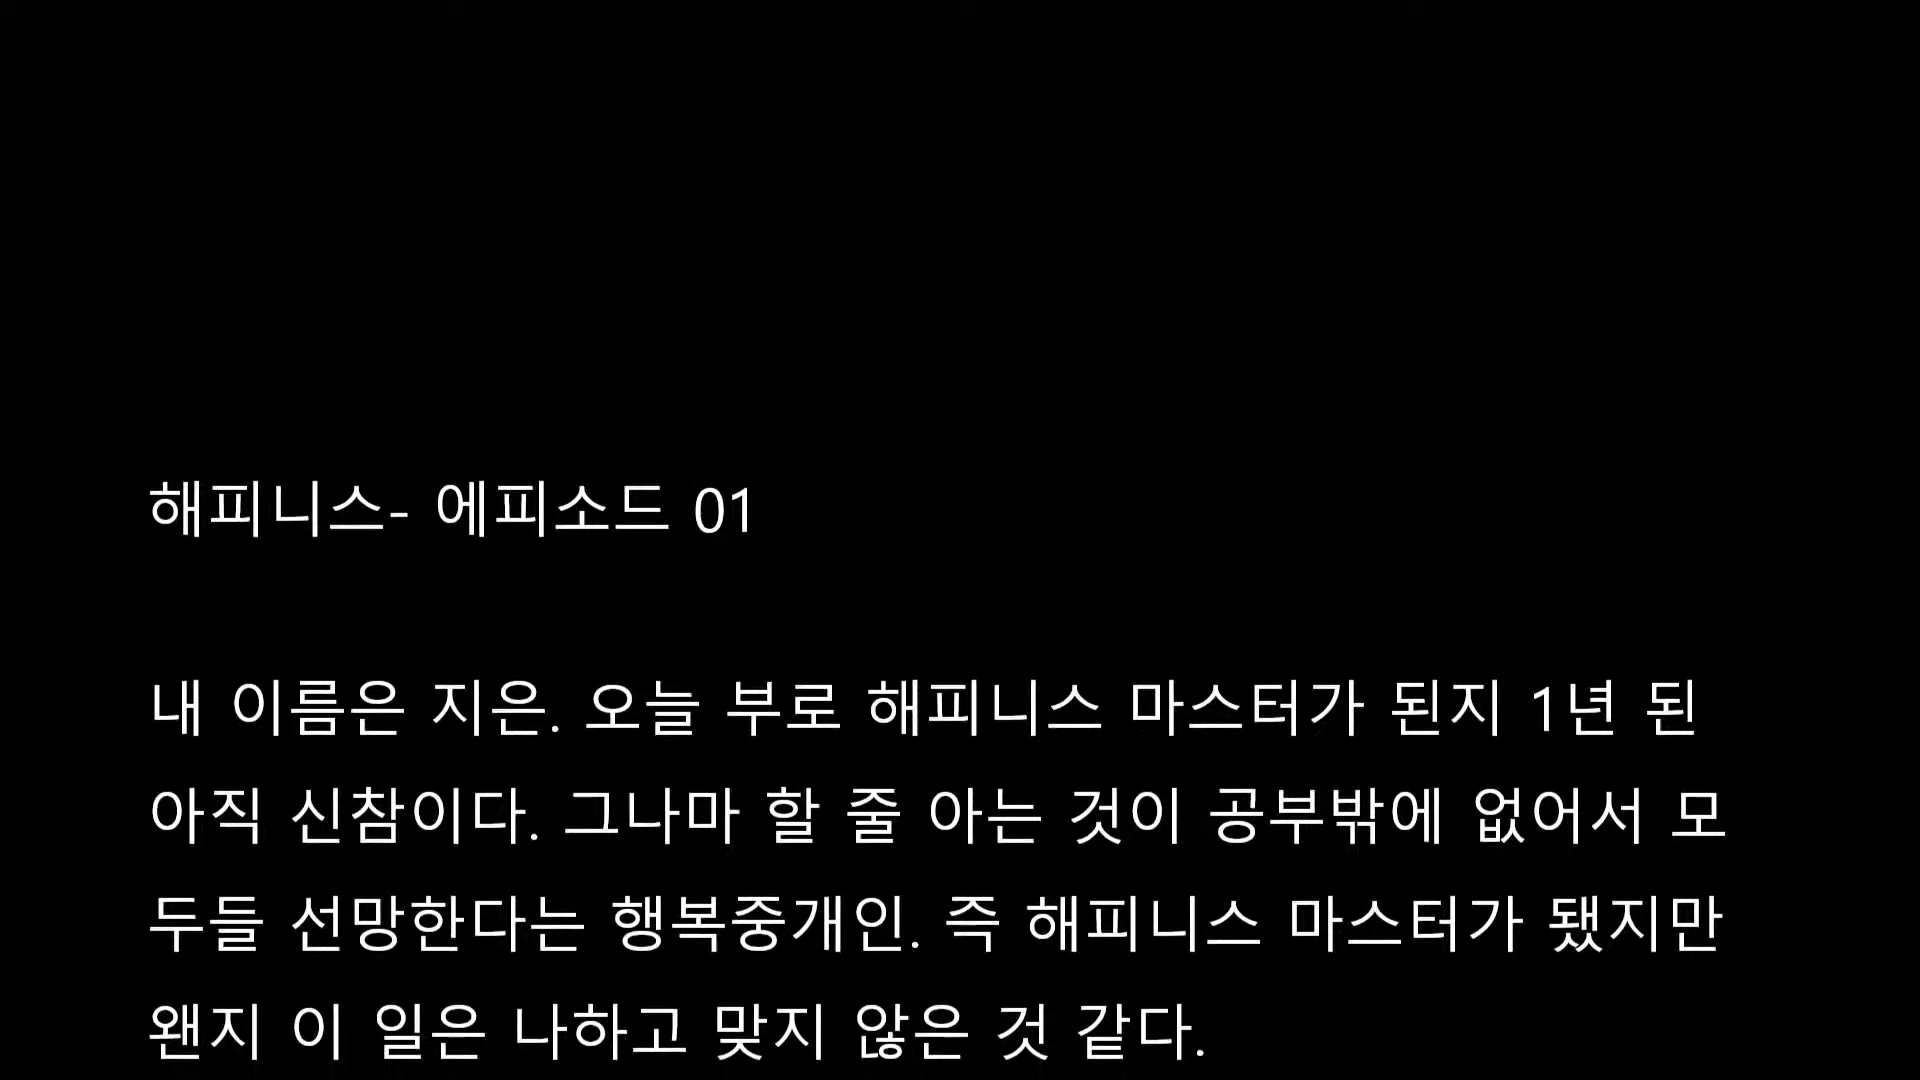 해피니스- 에피소드 01
내 이름은 지은. 오늘 부로 해피니스 마스터가 된지 1년 된
아직 신참이다. 그나마 할 줄 아는 것이 공부밖에 없어서 모
두들 선망한다는 행복중개인. 즉 해피니스 마스터가 됐지만
왠지 이 일은 나하고 맞지 않은 것 같다.